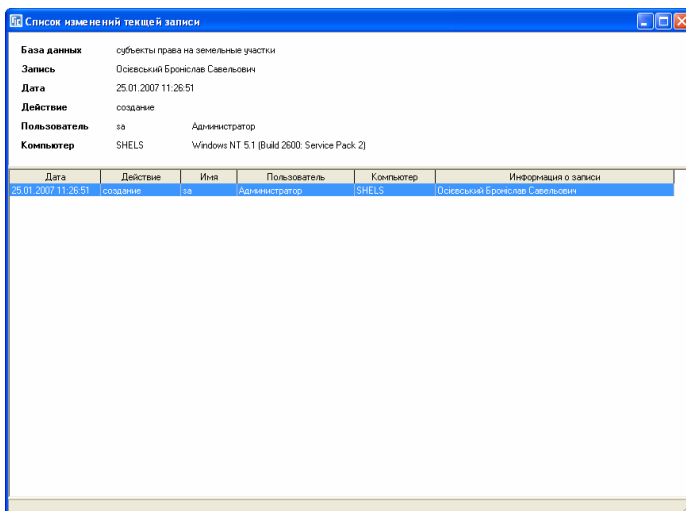 Список изменений текщей записи
База данных субъекты права на земельные участки
Запись Осієвський Броніслав Савельович
Дата 25.01.2007 11:26:51
Действие создание
Пользователь sa Администратор
Компьютер SHELS Windows NT 5.1 (Build 2600: Service Pack 2)
Дата Действие Имя Пользователь Компьютер Информация о записи
25.01.2007 11:26:51 создание sa Администратор SHELS Осієвський Броніслав Савельович